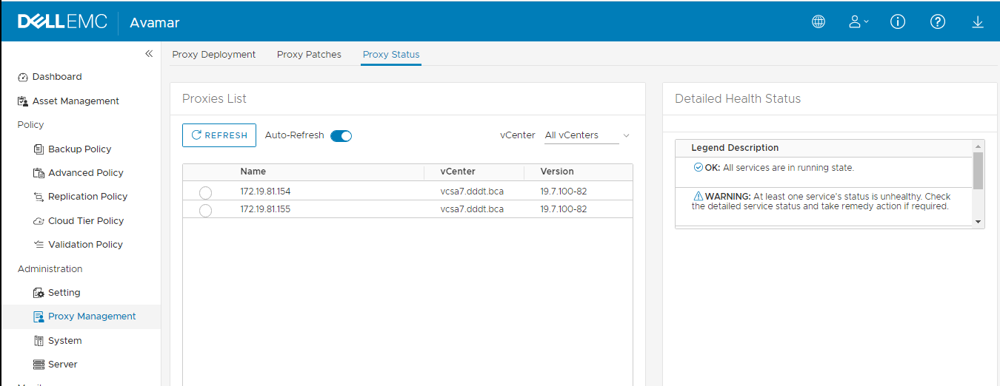 DELLEMC Avamar
Proxy Deployment Proxy Patches Proxy Status
Dashboard
Asset Management
Policy
Backup Policy
Advanced Policy
Replication Policy
Cloud Tier Policy
Validation Policy
Administration
Setting
Proxy Management
System
Server
Proxies List
REFRESH Auto-Refresh vCenter All vCenters
Name vCenter Version
172.19.81.154 vcsa7.dddt.bca 19.7.100-82
172.19.81.155 vcsa7.dddt.bca 19.7.100-82
Detailed Health Status
Legend Description
OK: All services are in running state.
WARNING: At least one service's status is unhealthy. Check
the detailed service status and take remedy action if required.